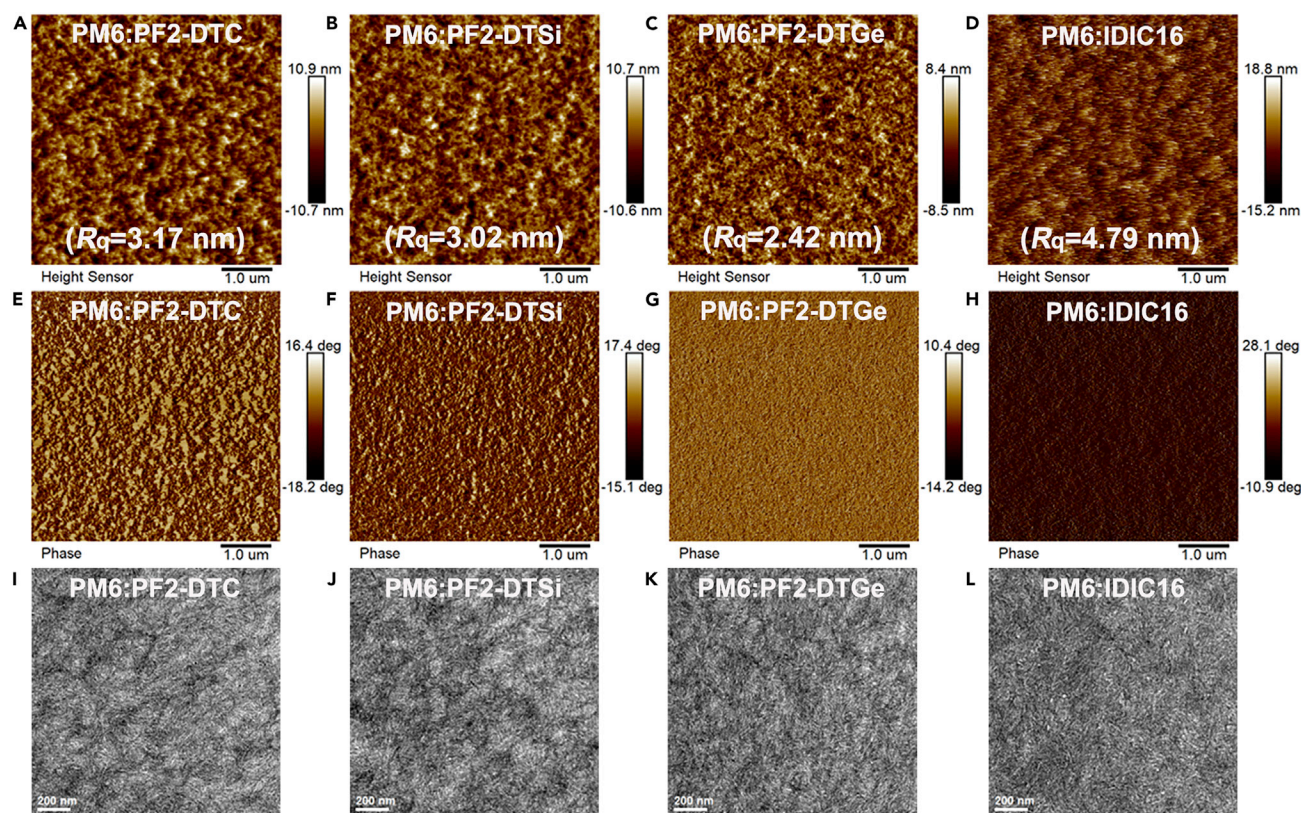 A
PM6:PF2-DTC
10.9 nm
-10.7 nm
(Rq=3.17 nm)
Height Sensor
1.0 um
B
PM6:PF2-DTSi
10.7 nm
-10.6 nm
(Rq=3.02 nm)
Height Sensor
1.0 um
C
PM6:PF2-DTGe
8.4 nm
-8.5 nm
(Rq=2.42 nm)
Height Sensor
1.0 um
D
PM6:IDIC16
18.8 nm
-15.2 nm
(Rq=4.79 nm)
Height Sensor
1.0 um
E
PM6:PF2-DTC
16.4 deg
-18.2 deg
Phase
1.0 um
F
PM6:PF2-DTSi
17.4 deg
-15.1 deg
Phase
1.0 um
G
PM6:PF2-DTGe
10.4 deg
-14.2 deg
Phase
1.0 um
H
PM6:IDIC16
28.1 deg
-10.9 deg
Phase
1.0 um
I
PM6:PF2-DTC
200 nm
J
PM6:PF2-DTSi
200 nm
K
PM6:PF2-DTGe
200 nm
L
PM6:IDIC16
200 nm